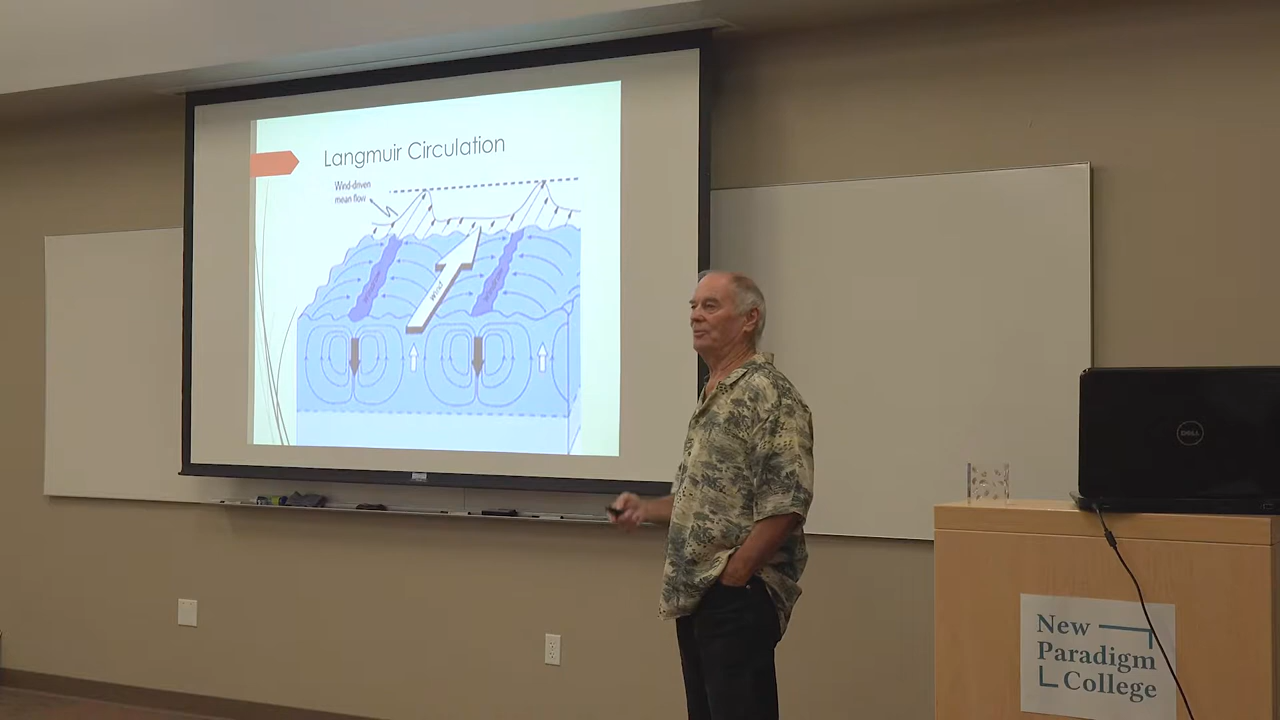 Langmuir Circulation
Wind-driven
mean flow
Wind
DELL
New
Paradigm
College